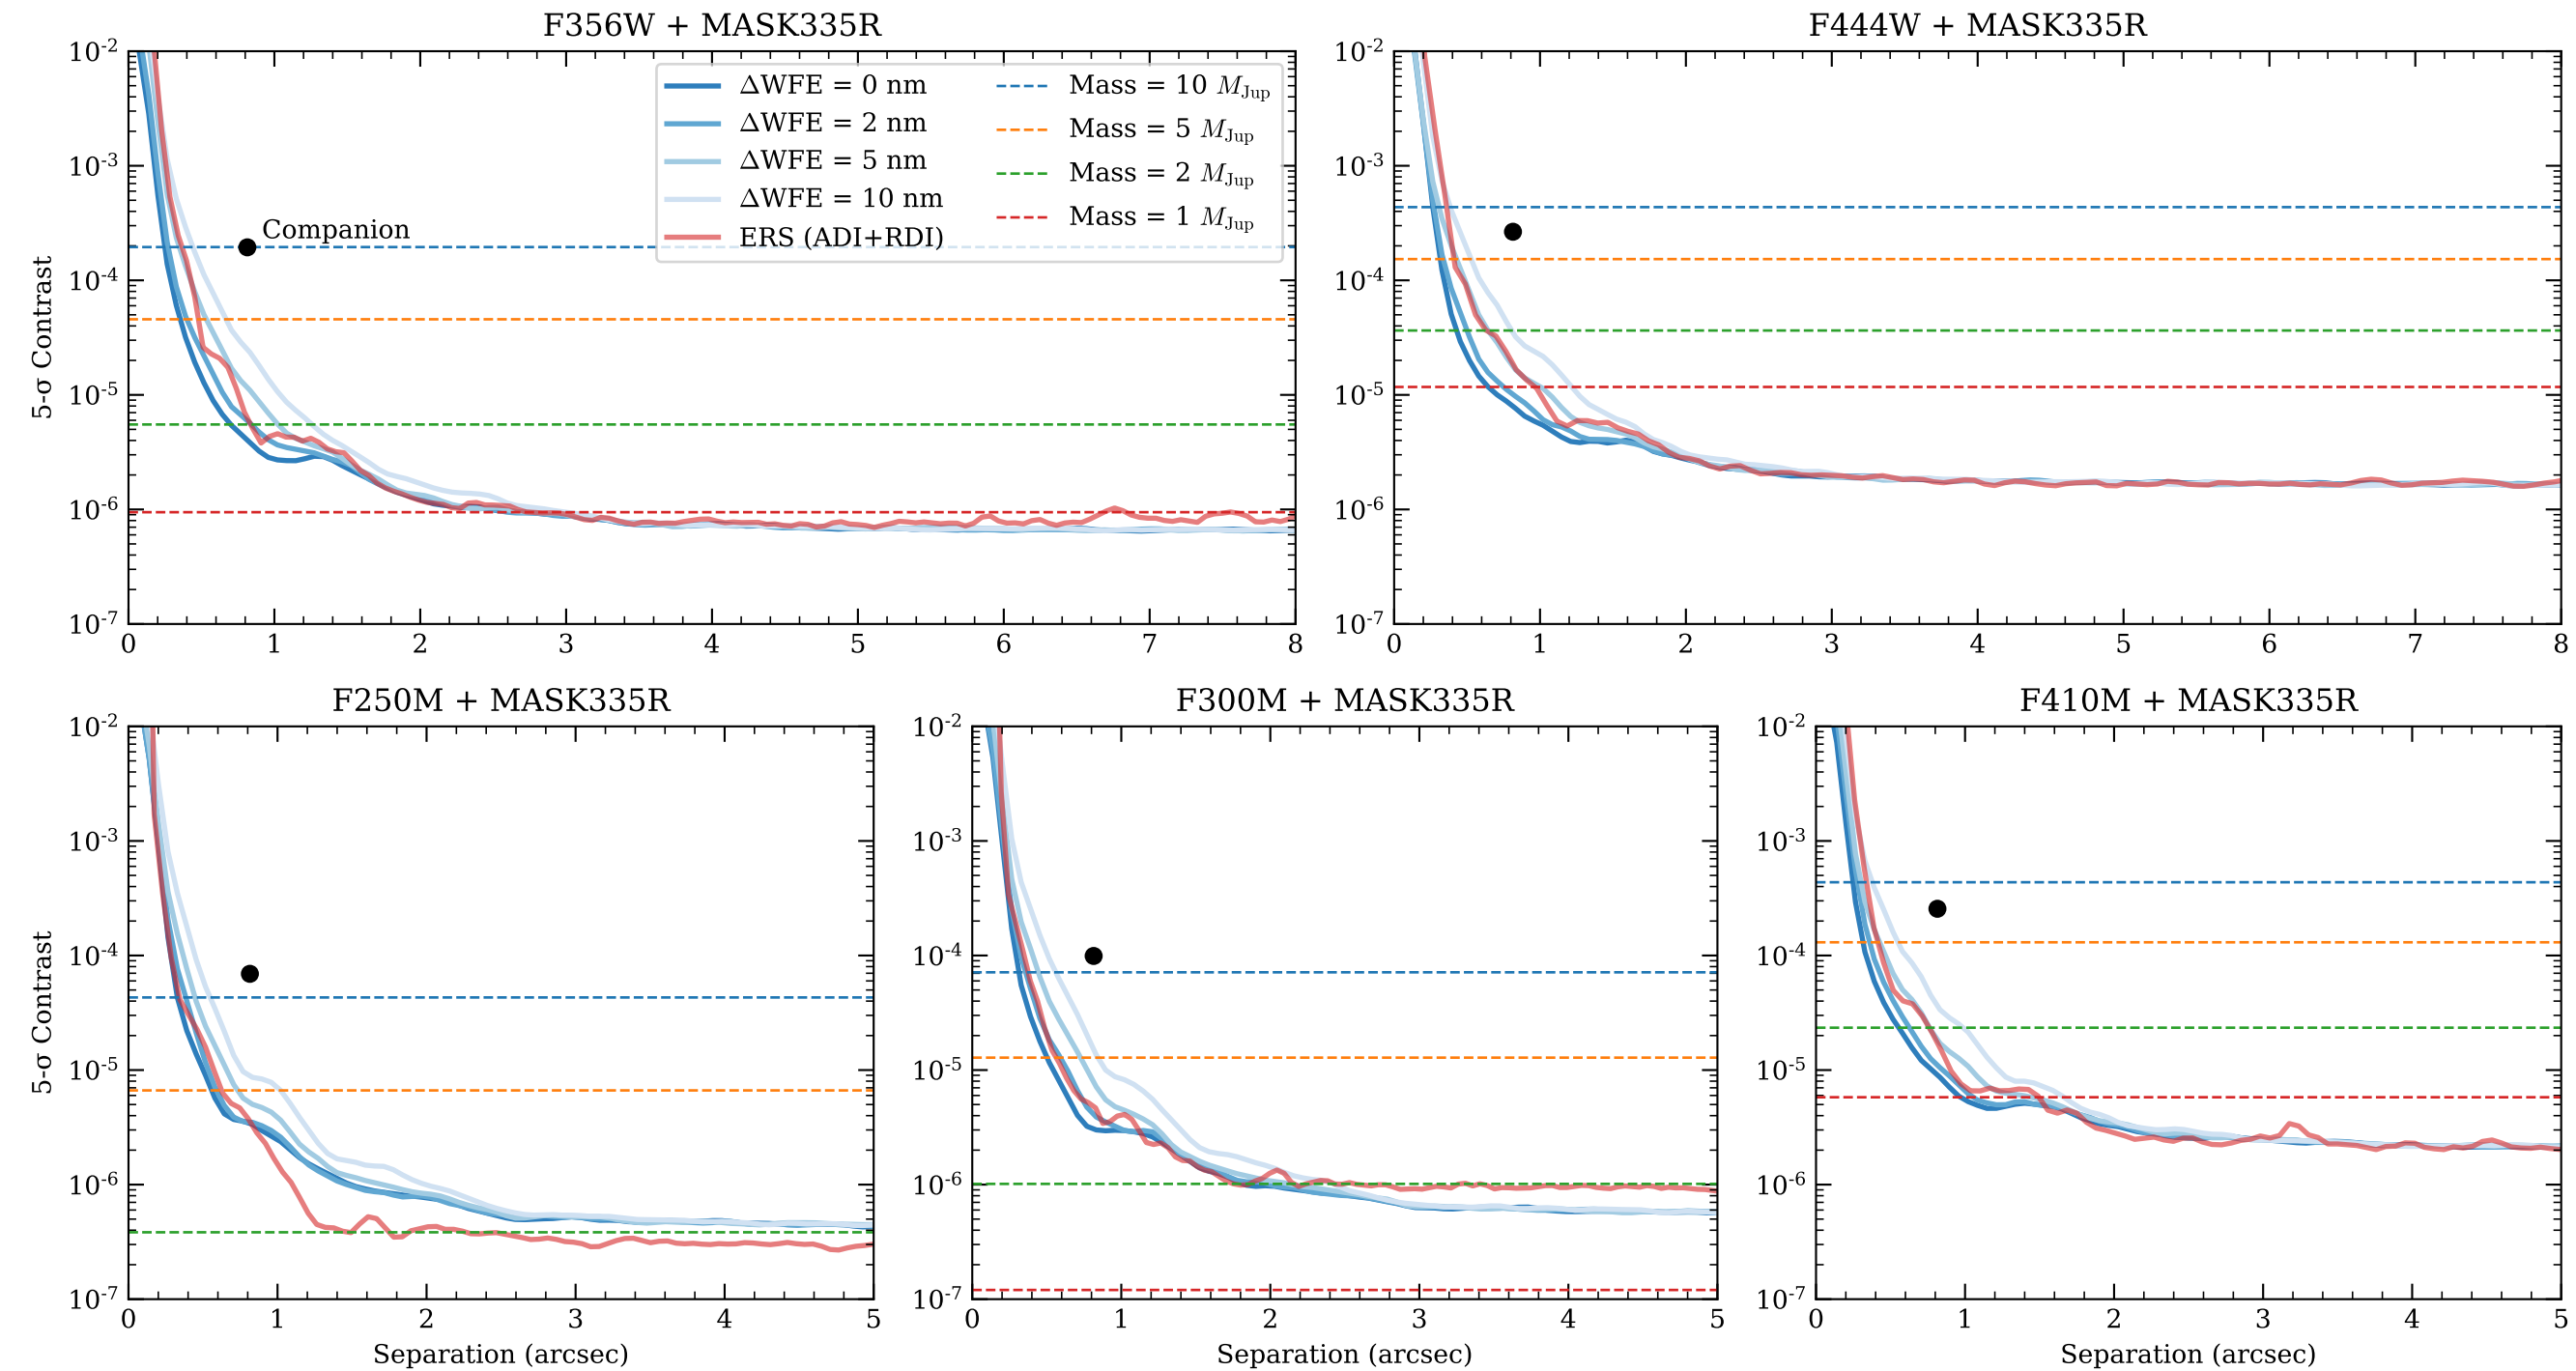 F356W + MASK335R
5-σ Contrast
10-2
10-3
10-4
10-5
10-6
10-7
0 1 2 3 4 5 6 7 8
Companion
ΔWFE = 0 nm
ΔWFE = 2 nm
ΔWFE = 5 nm
ΔWFE = 10 nm
ERS (ADI+RDI)
Mass = 10 MJup
Mass = 5 MJup
Mass = 2 MJup
Mass = 1 MJup
F444W + MASK335R
10-2
10-3
10-4
10-5
10-6
10-7
0 1 2 3 4 5 6 7 8
F250M + MASK335R
5-σ Contrast
10-2
10-3
10-4
10-5
10-6
10-7
0 1 2 3 4 5
Separation (arcsec)
F300M + MASK335R
10-2
10-3
10-4
10-5
10-6
10-7
0 1 2 3 4 5
Separation (arcsec)
F410M + MASK335R
10-2
10-3
10-4
10-5
10-6
10-7
0 1 2 3 4 5
Separation (arcsec)